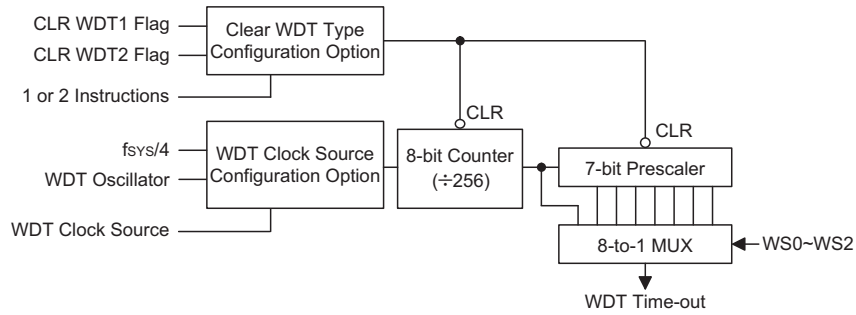 CLR WDT1 Flag
CLR WDT2 Flag
1 or 2 Instructions
Clear WDT Type
Configuration Option
CLR
CLR
fSYS/4
WDT Oscillator
WDT Clock Source
WDT Clock Source
Configuration Option
8-bit Counter
(÷256)
7-bit Prescaler
8-to-1 MUX
WS0~WS2
WDT Time-out